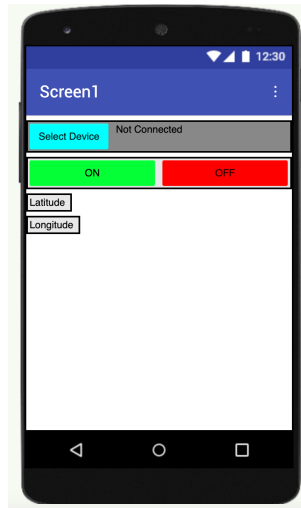 12:30
Screen1
Select Device Not Connected
ON OFF
Latitude
Longitude